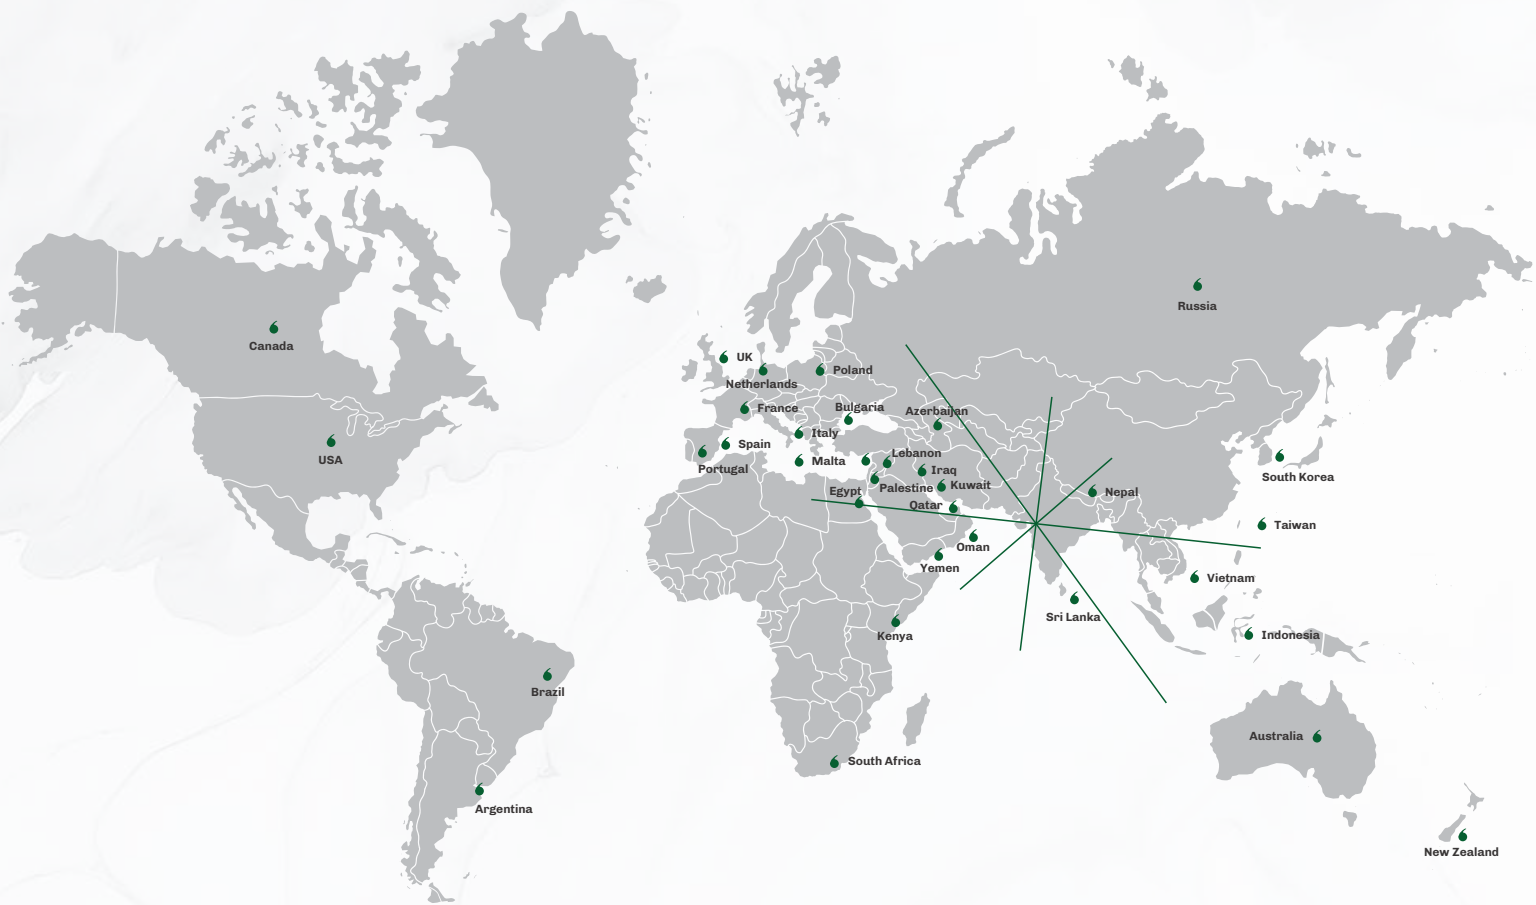 Russia
Canada
UK
Netherlands
Poland
France
Bulgaria
Azerbaijan
Italy
Spain
Portugal
USA
Malta
Lebanon
Iraq
South Korea
Egypt
Palestine
Kuwait
Nepal
Qatar
Taiwan
Oman
Yemen
Vietnam
Sri Lanka
Kenya
Indonesia
Brazil
Australia
South Africa
Argentina
New Zealand